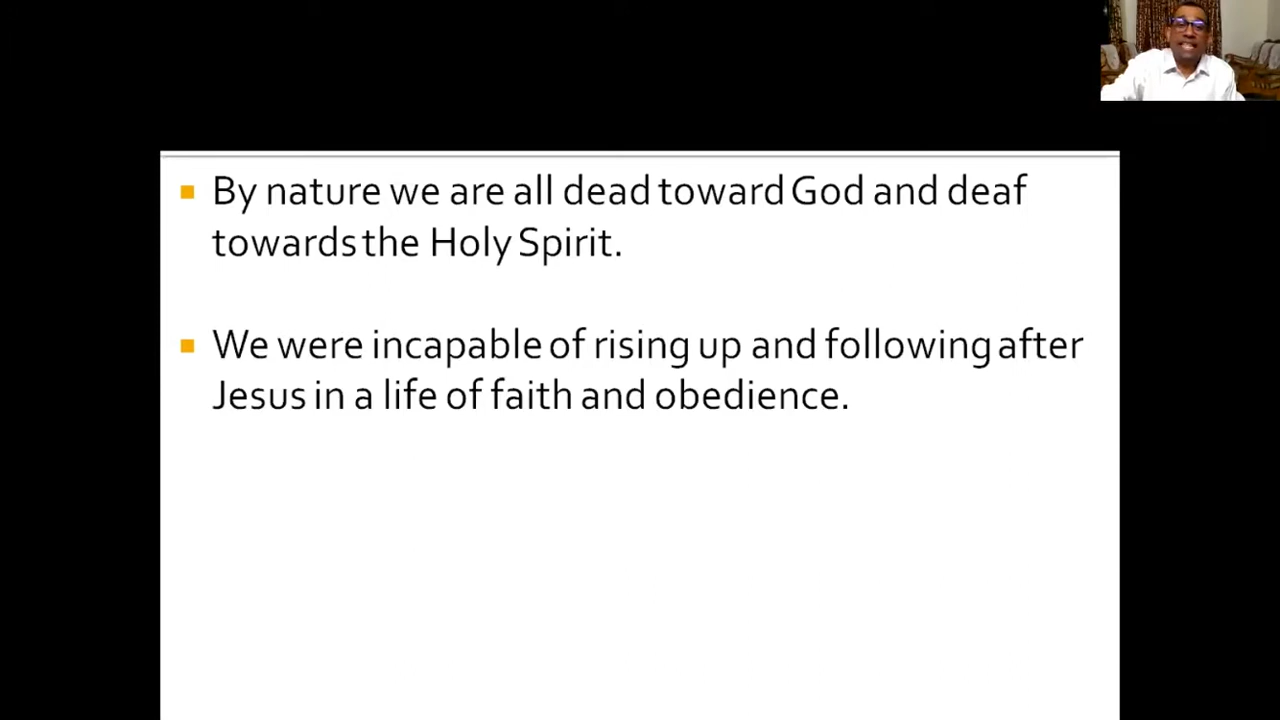 By nature we are all dead toward God and deaf
towards the Holy Spirit.
We were incapable of rising up and following after
Jesus in a life of faith and obedience.